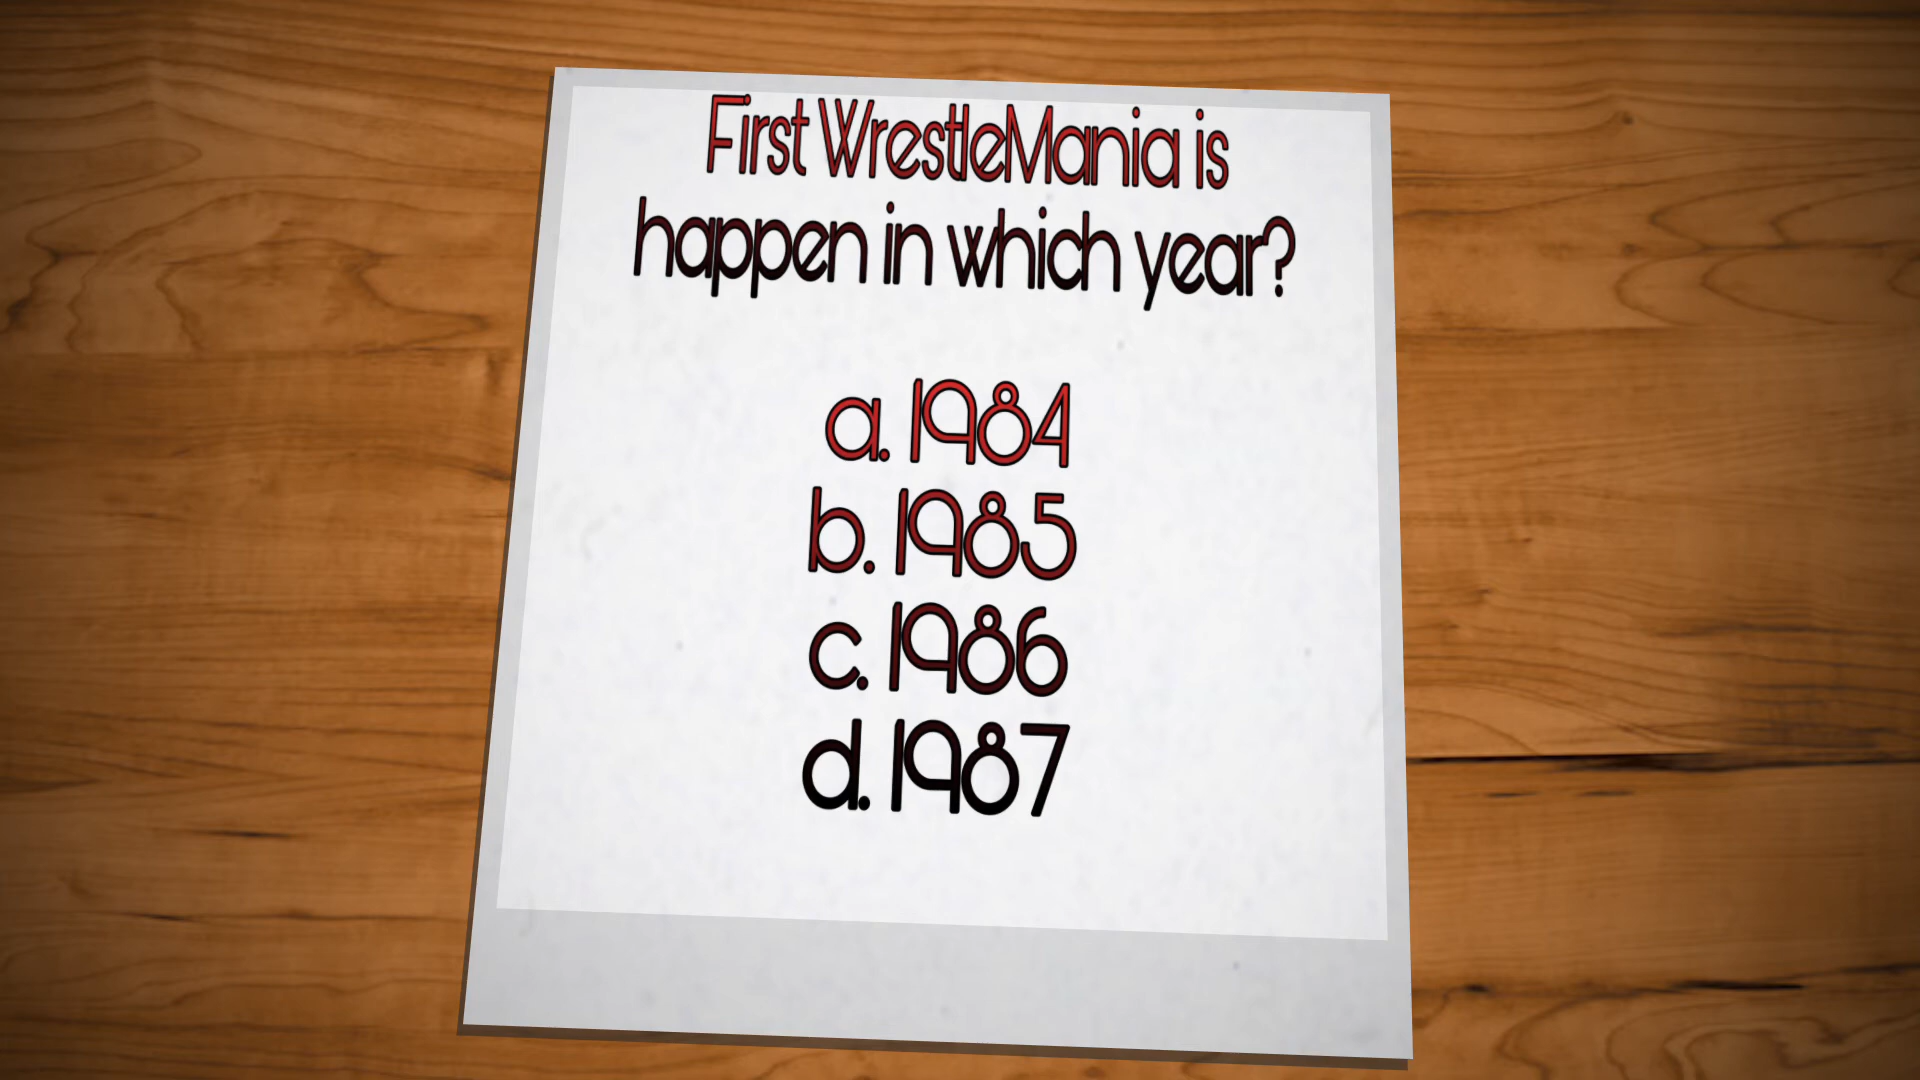 First WrestleMania is
happen in which year?
a. 1984
b. 1985
c. 1986
d. 1987